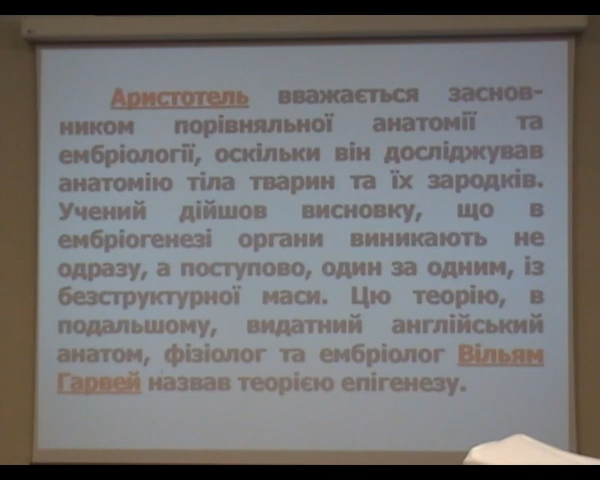 Аристотель вважається заснов-
ником порівняльної анатомії та
ембріології, оскільки він досліджував
анатомію тіла тварин та їх зародків.
Учений дійшов висновку, що в
ембріогенезі органи виникають не
одразу, а поступово, один за одним, із
безструктурної маси. Цю теорію, в
подальшому, видатний англійський
анатом, фізіолог та ембріолог Вільям
Гарвей назвав теорією епігенезу.